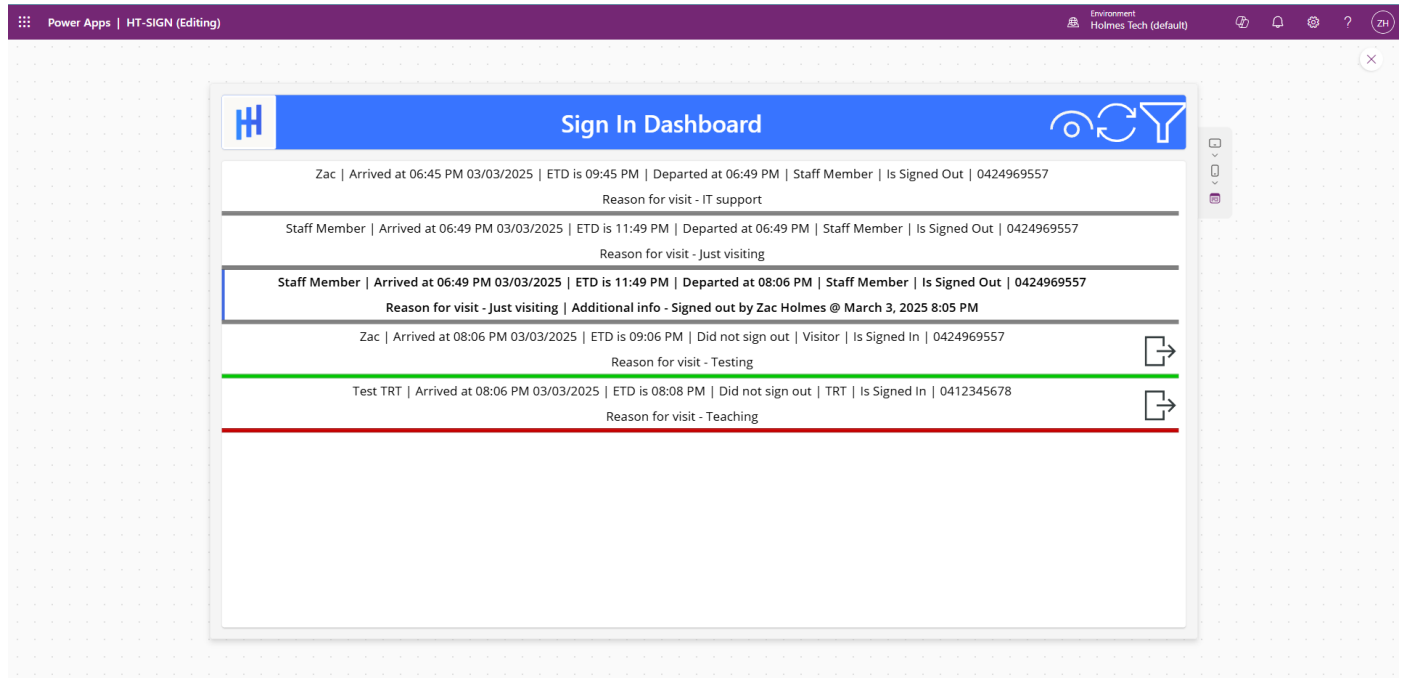 Power Apps | HT-SIGN (Editing)
Environment
Holmes Tech (default)
?
ZH
Sign In Dashboard
Zac | Arrived at 06:45 PM 03/03/2025 | ETD is 09:45 PM | Departed at 06:49 PM | Staff Member | Is Signed Out | 0424969557
Reason for visit - IT support
Staff Member | Arrived at 06:49 PM 03/03/2025 | ETD is 11:49 PM | Departed at 06:49 PM | Staff Member | Is Signed Out | 0424969557
Reason for visit - Just visiting
Staff Member | Arrived at 06:49 PM 03/03/2025 | ETD is 11:49 PM | Departed at 08:06 PM | Staff Member | Is Signed Out | 0424969557
Reason for visit - Just visiting | Additional info - Signed out by Zac Holmes @ March 3, 2025 8:05 PM
Zac | Arrived at 08:06 PM 03/03/2025 | ETD is 09:06 PM | Did not sign out | Visitor | Is Signed In | 0424969557
Reason for visit - Testing
Test TRT | Arrived at 08:06 PM 03/03/2025 | ETD is 08:08 PM | Did not sign out | TRT | Is Signed In | 0412345678
Reason for visit - Teaching